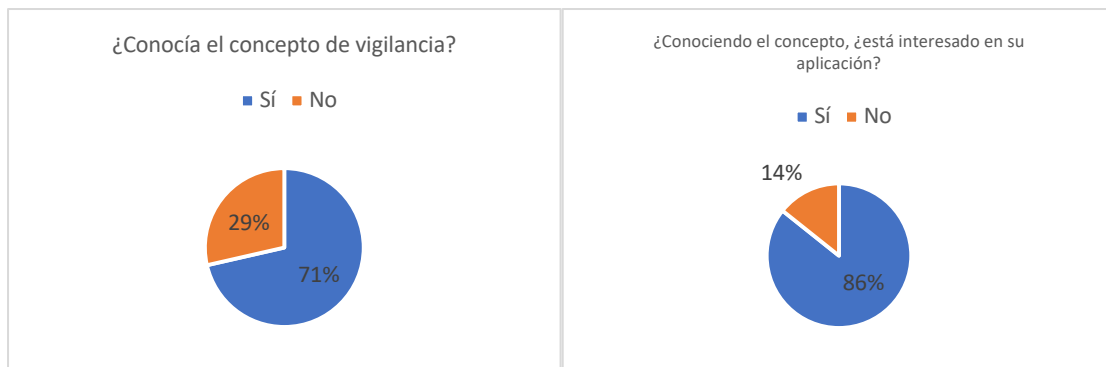 ¿Conocía el concepto de vigilancia?
Sí No
29%
71%
¿Conociendo el concepto, ¿está interesado en su
aplicación?
Sí No
14%
86%